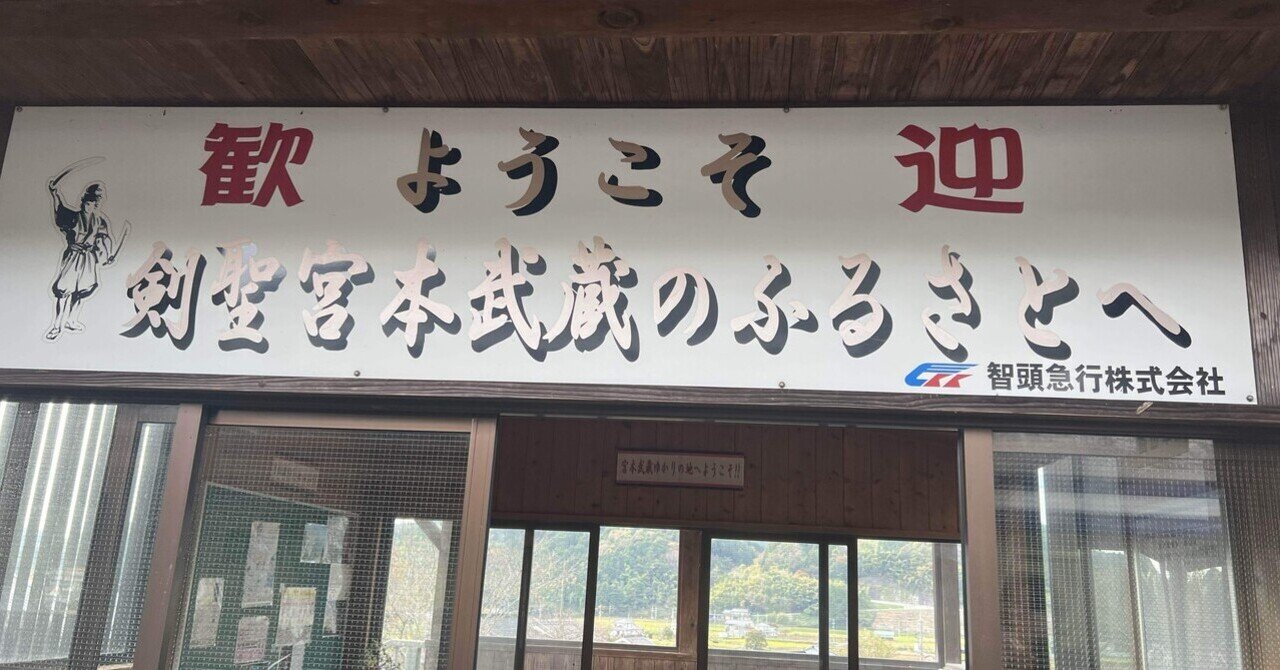 歓 ようこそ 迎
剣聖宮本武蔵のふるさとへ
智頭急行株式会社
宮本武蔵ゆかりの地へようこそ!!